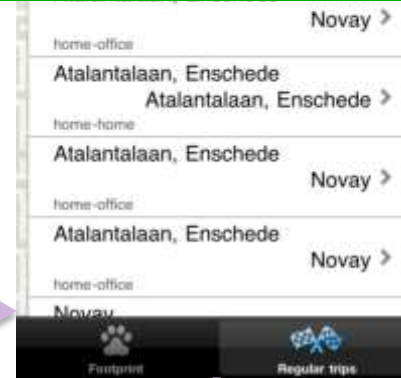 Novay
home-office
Atalantalaan, Enschede
Atalantalaan, Enschede
home-home
Atalantalaan, Enschede
Novay
home-office
Atalantalaan, Enschede
Novay
home-office
Novay
Footprint
Regular trips